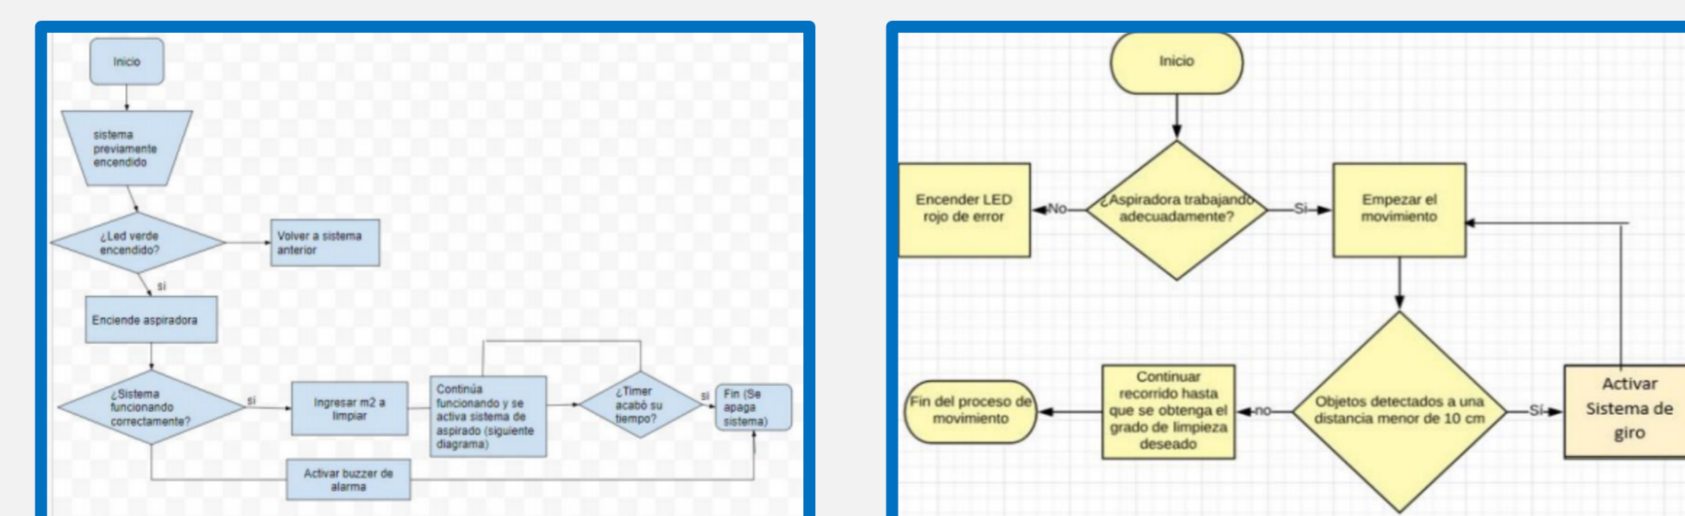 Inicio
sistema
previamente
encendido
¿Led verde
encendido?
Volver a sistema
anterior
si
Enciende aspiradora
¿Sistema
funcionando
correctamente?
si
Ingresar m2 a
limpiar
Continúa
funcionando y se
activa sistema de
aspirado (siguiente
diagrama)
¿Timer
acabó su
tiempo?
si
Fin (Se
apaga
sistema)
Activar buzzer de
alarma
Inicio
Encender LED
rojo de error
No
¿Aspiradora trabajando
adecuadamente?
Si
Empezar el
movimiento
Fin del proceso de
movimiento
Continuar
recorrido hasta
que se obtenga el
grado de limpieza
deseado
no
Objetos detectados a una
distancia menor de 10 cm
Sí
Activar
Sistema de
giro